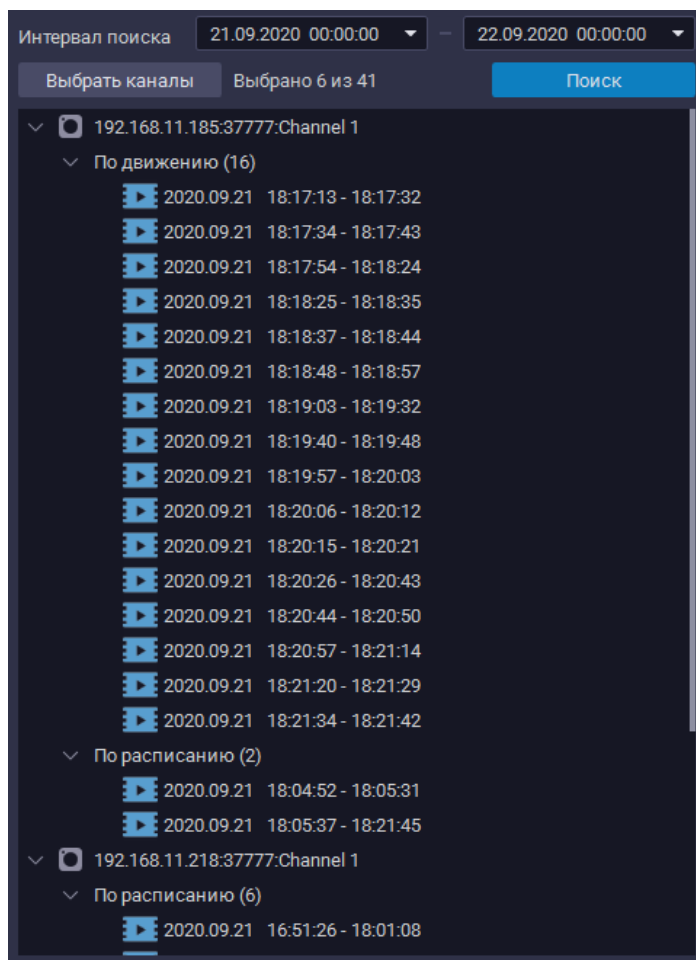 Интервал поиска 21.09.2020 00:00:00 – 22.09.2020 00:00:00
Выбрать каналы Выбрано 6 из 41 Поиск
192.168.11.185:37777:Channel 1
По движению (16)
2020.09.21 18:17:13 - 18:17:32
2020.09.21 18:17:34 - 18:17:43
2020.09.21 18:17:54 - 18:18:24
2020.09.21 18:18:25 - 18:18:35
2020.09.21 18:18:37 - 18:18:44
2020.09.21 18:18:48 - 18:18:57
2020.09.21 18:19:03 - 18:19:32
2020.09.21 18:19:40 - 18:19:48
2020.09.21 18:19:57 - 18:20:03
2020.09.21 18:20:06 - 18:20:12
2020.09.21 18:20:15 - 18:20:21
2020.09.21 18:20:26 - 18:20:43
2020.09.21 18:20:44 - 18:20:50
2020.09.21 18:20:57 - 18:21:14
2020.09.21 18:21:20 - 18:21:29
2020.09.21 18:21:34 - 18:21:42
По расписанию (2)
2020.09.21 18:04:52 - 18:05:31
2020.09.21 18:05:37 - 18:21:45
192.168.11.218:37777:Channel 1
По расписанию (6)
2020.09.21 16:51:26 - 18:01:08